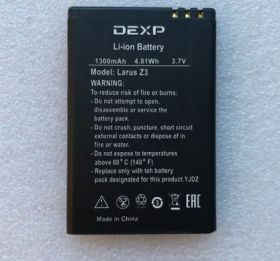 DEXP
Li-ion Battery
1300mAh 4.81Wh 3.7V
Model: Larus Z3
WARNING:
To reduce risk of fire or burns:
- Do not attempt to disassemble,
open or service the
battery pack.
- Do not crush, puncture, short circuit
external contacts or dispose of
in fire or water.
- Do not expose to temperatures
above 60°C (140°F)
- Replace only with teh battery
pack designated for this product YJDZ
Made in China
CE
EAC